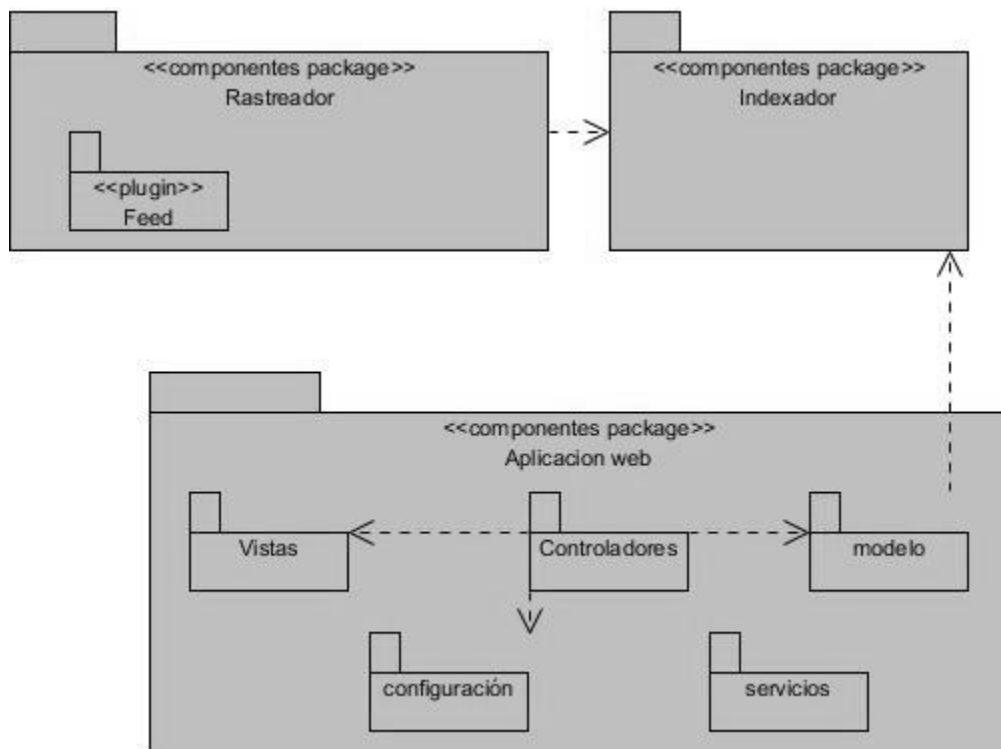 <<componentes package>>
Rastreador
<<plugin>>
Feed
<<componentes package>>
Indexador
<<componentes package>>
Aplicacion web
Vistas
Controladores
modelo
configuración
servicios